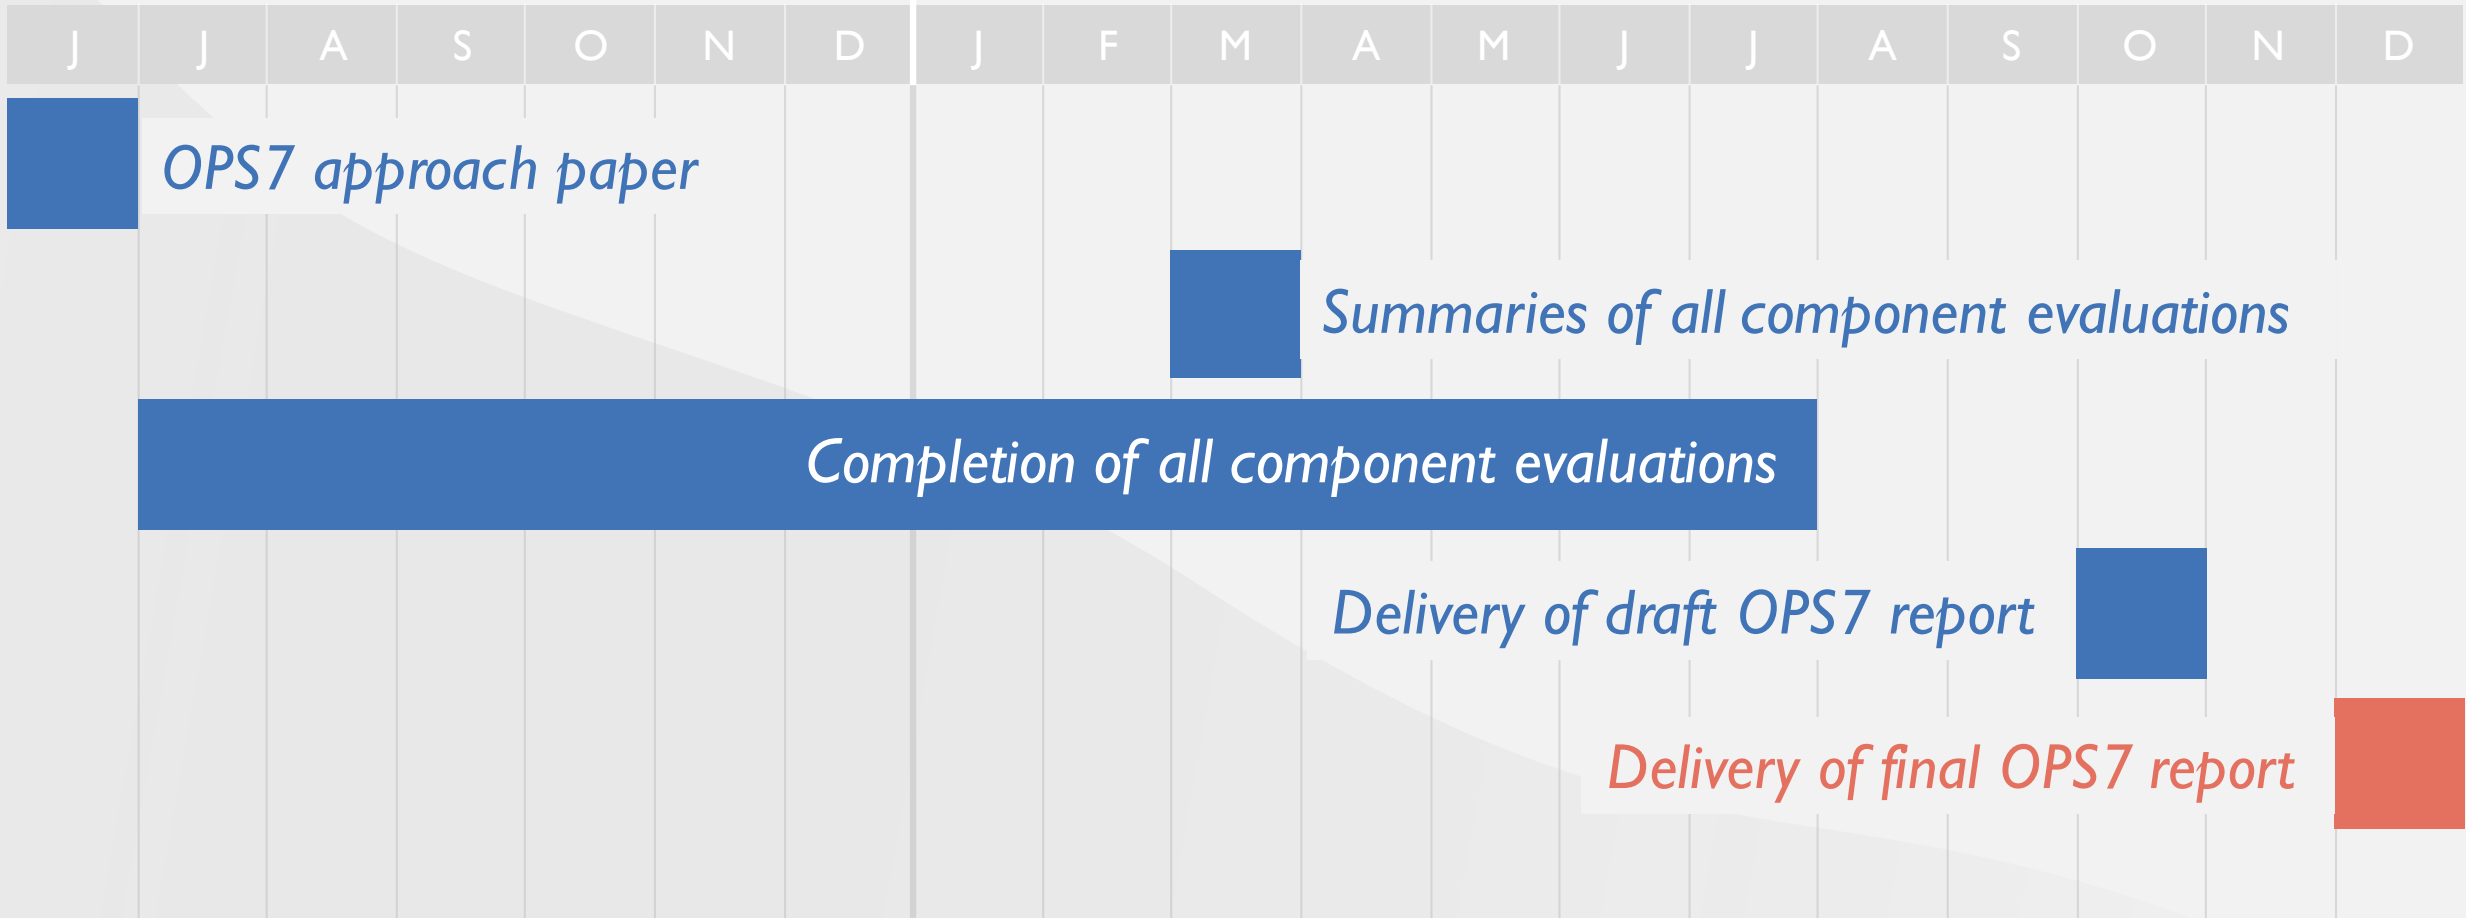 J J A S O N D J F M A M J J A S O N D
OPS7 approach paper
Summaries of all component evaluations
Completion of all component evaluations
Delivery of draft OPS7 report
Delivery of final OPS7 report